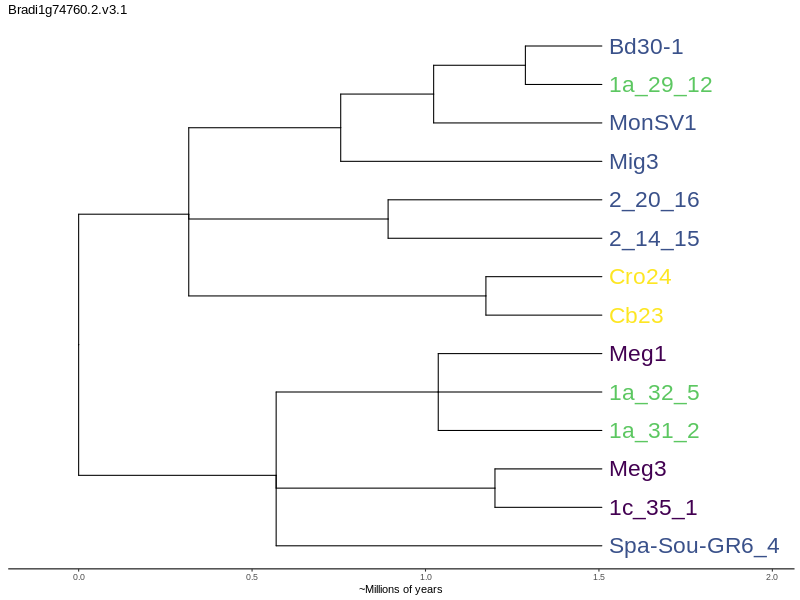 Bradi1g74760.2.v3.1
Bd30-1
1a_29_12
MonSV1
Mig3
2_20_16
2_14_15
Cro24
Cb23
Meg1
1a_32_5
1a_31_2
Meg3
1c_35_1
Spa-Sou-GR6_4
0.0 0.5 1.0 1.5 2.0
~Millions of years